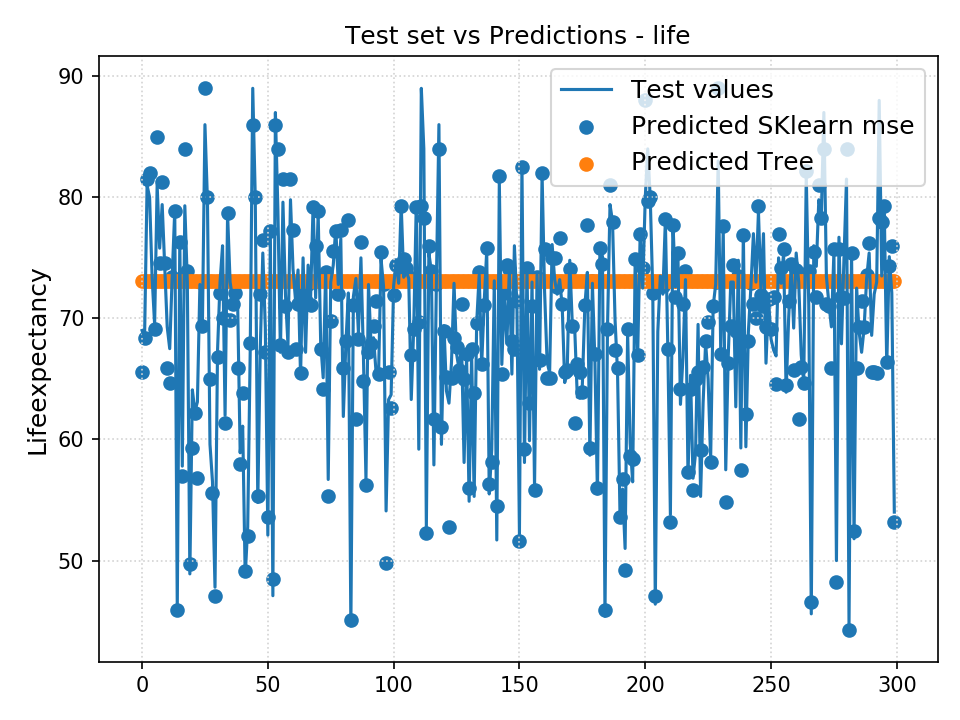 Test set vs Predictions - life
90
80
70
60
50
Lifeexpectancy
Test values
Predicted SKlearn mse
Predicted Tree
0 50 100 150 200 250 300